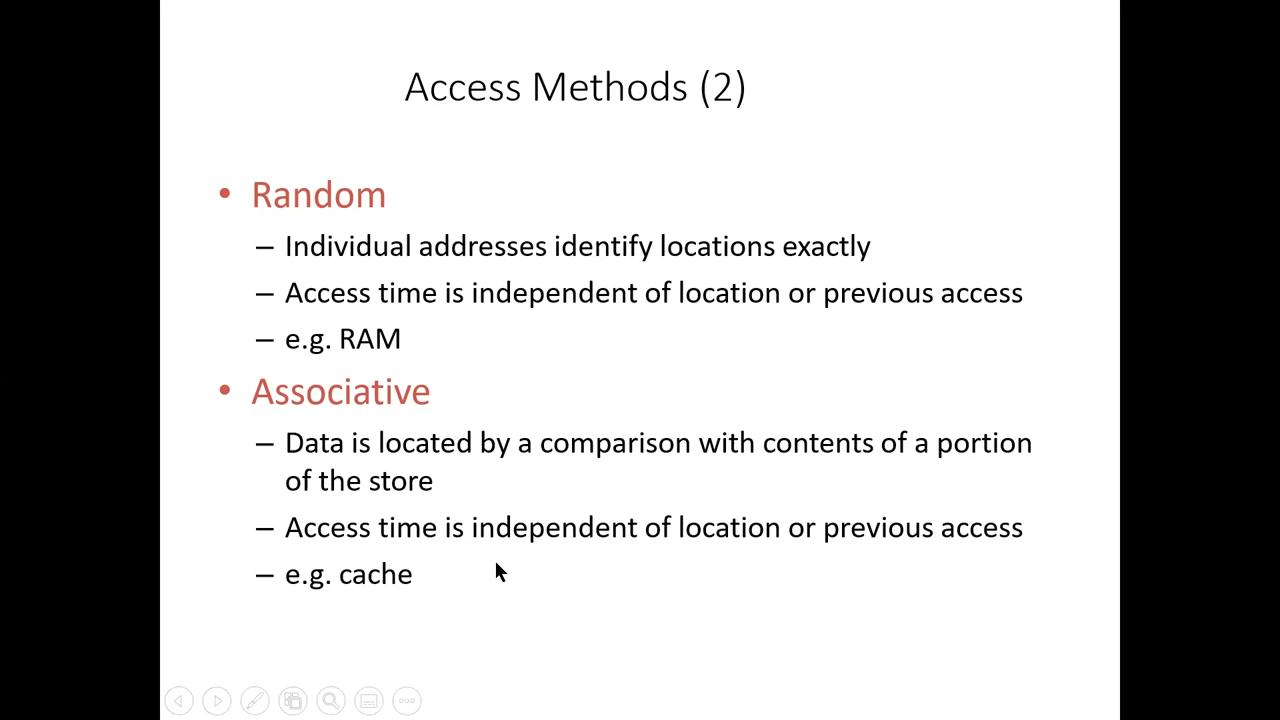 Access Methods (2)
• Random
– Individual addresses identify locations exactly
– Access time is independent of location or previous access
– e.g. RAM
• Associative
– Data is located by a comparison with contents of a portion
of the store
– Access time is independent of location or previous access
– e.g. cache